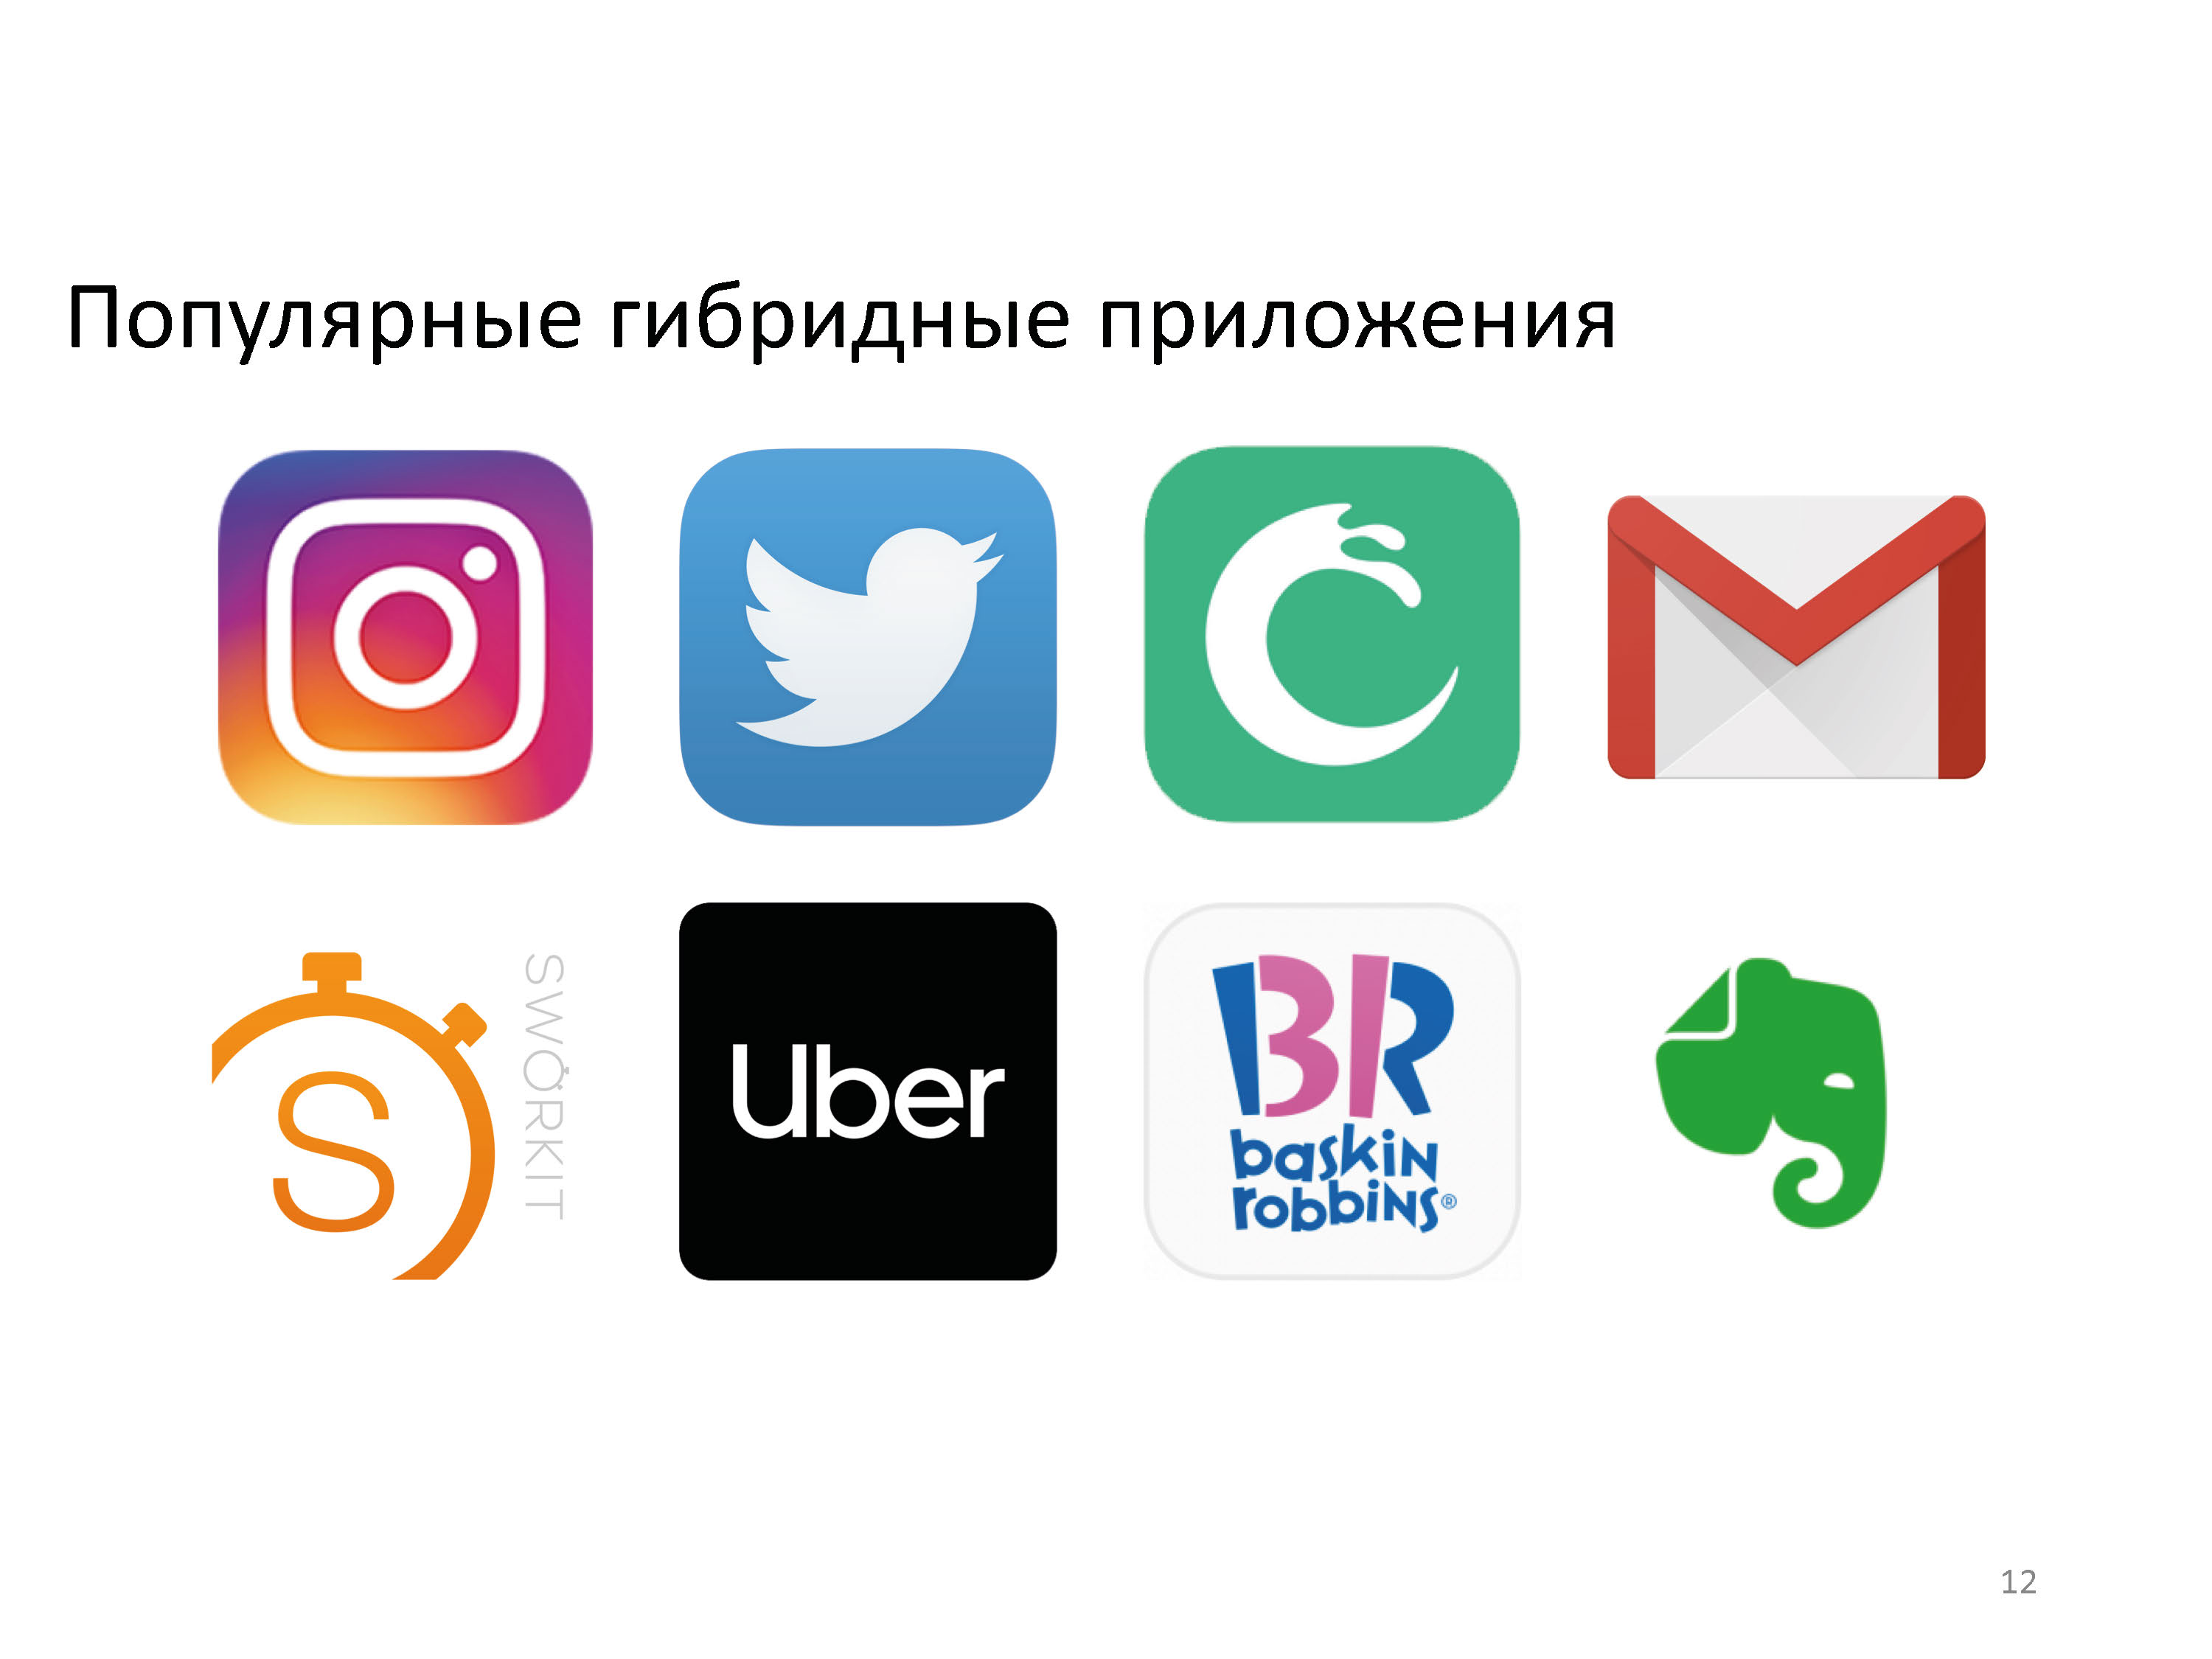 Популярные гибридные приложения
SWORKIT
S
Uber
BR
baskin
robbins®
12